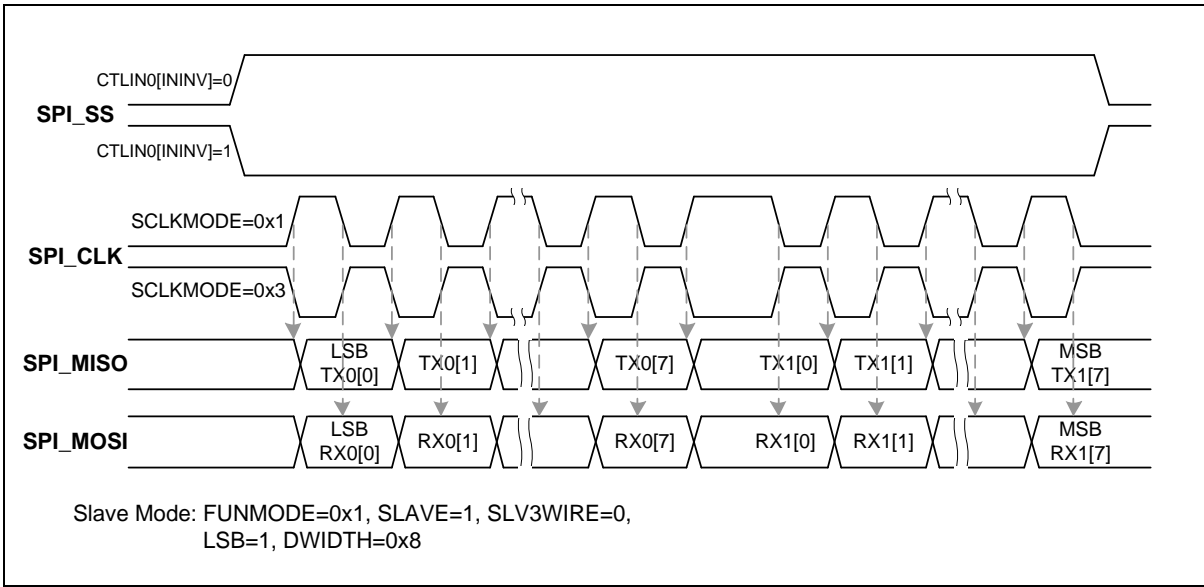 CTLIN0[ININV]=0
SPI_SS
CTLIN0[ININV]=1
SCLKMODE=0x1
SPI_CLK
SCLKMODE=0x3
SPI_MISO
LSB TX0[0]
TX0[1]
TX0[7]
TX1[0]
TX1[1]
MSB TX1[7]
SPI_MOSI
LSB RX0[0]
RX0[1]
RX0[7]
RX1[0]
RX1[1]
MSB RX1[7]
Slave Mode: FUNMODE=0x1, SLAVE=1, SLV3WIRE=0,
LSB=1, DWIDTH=0x8